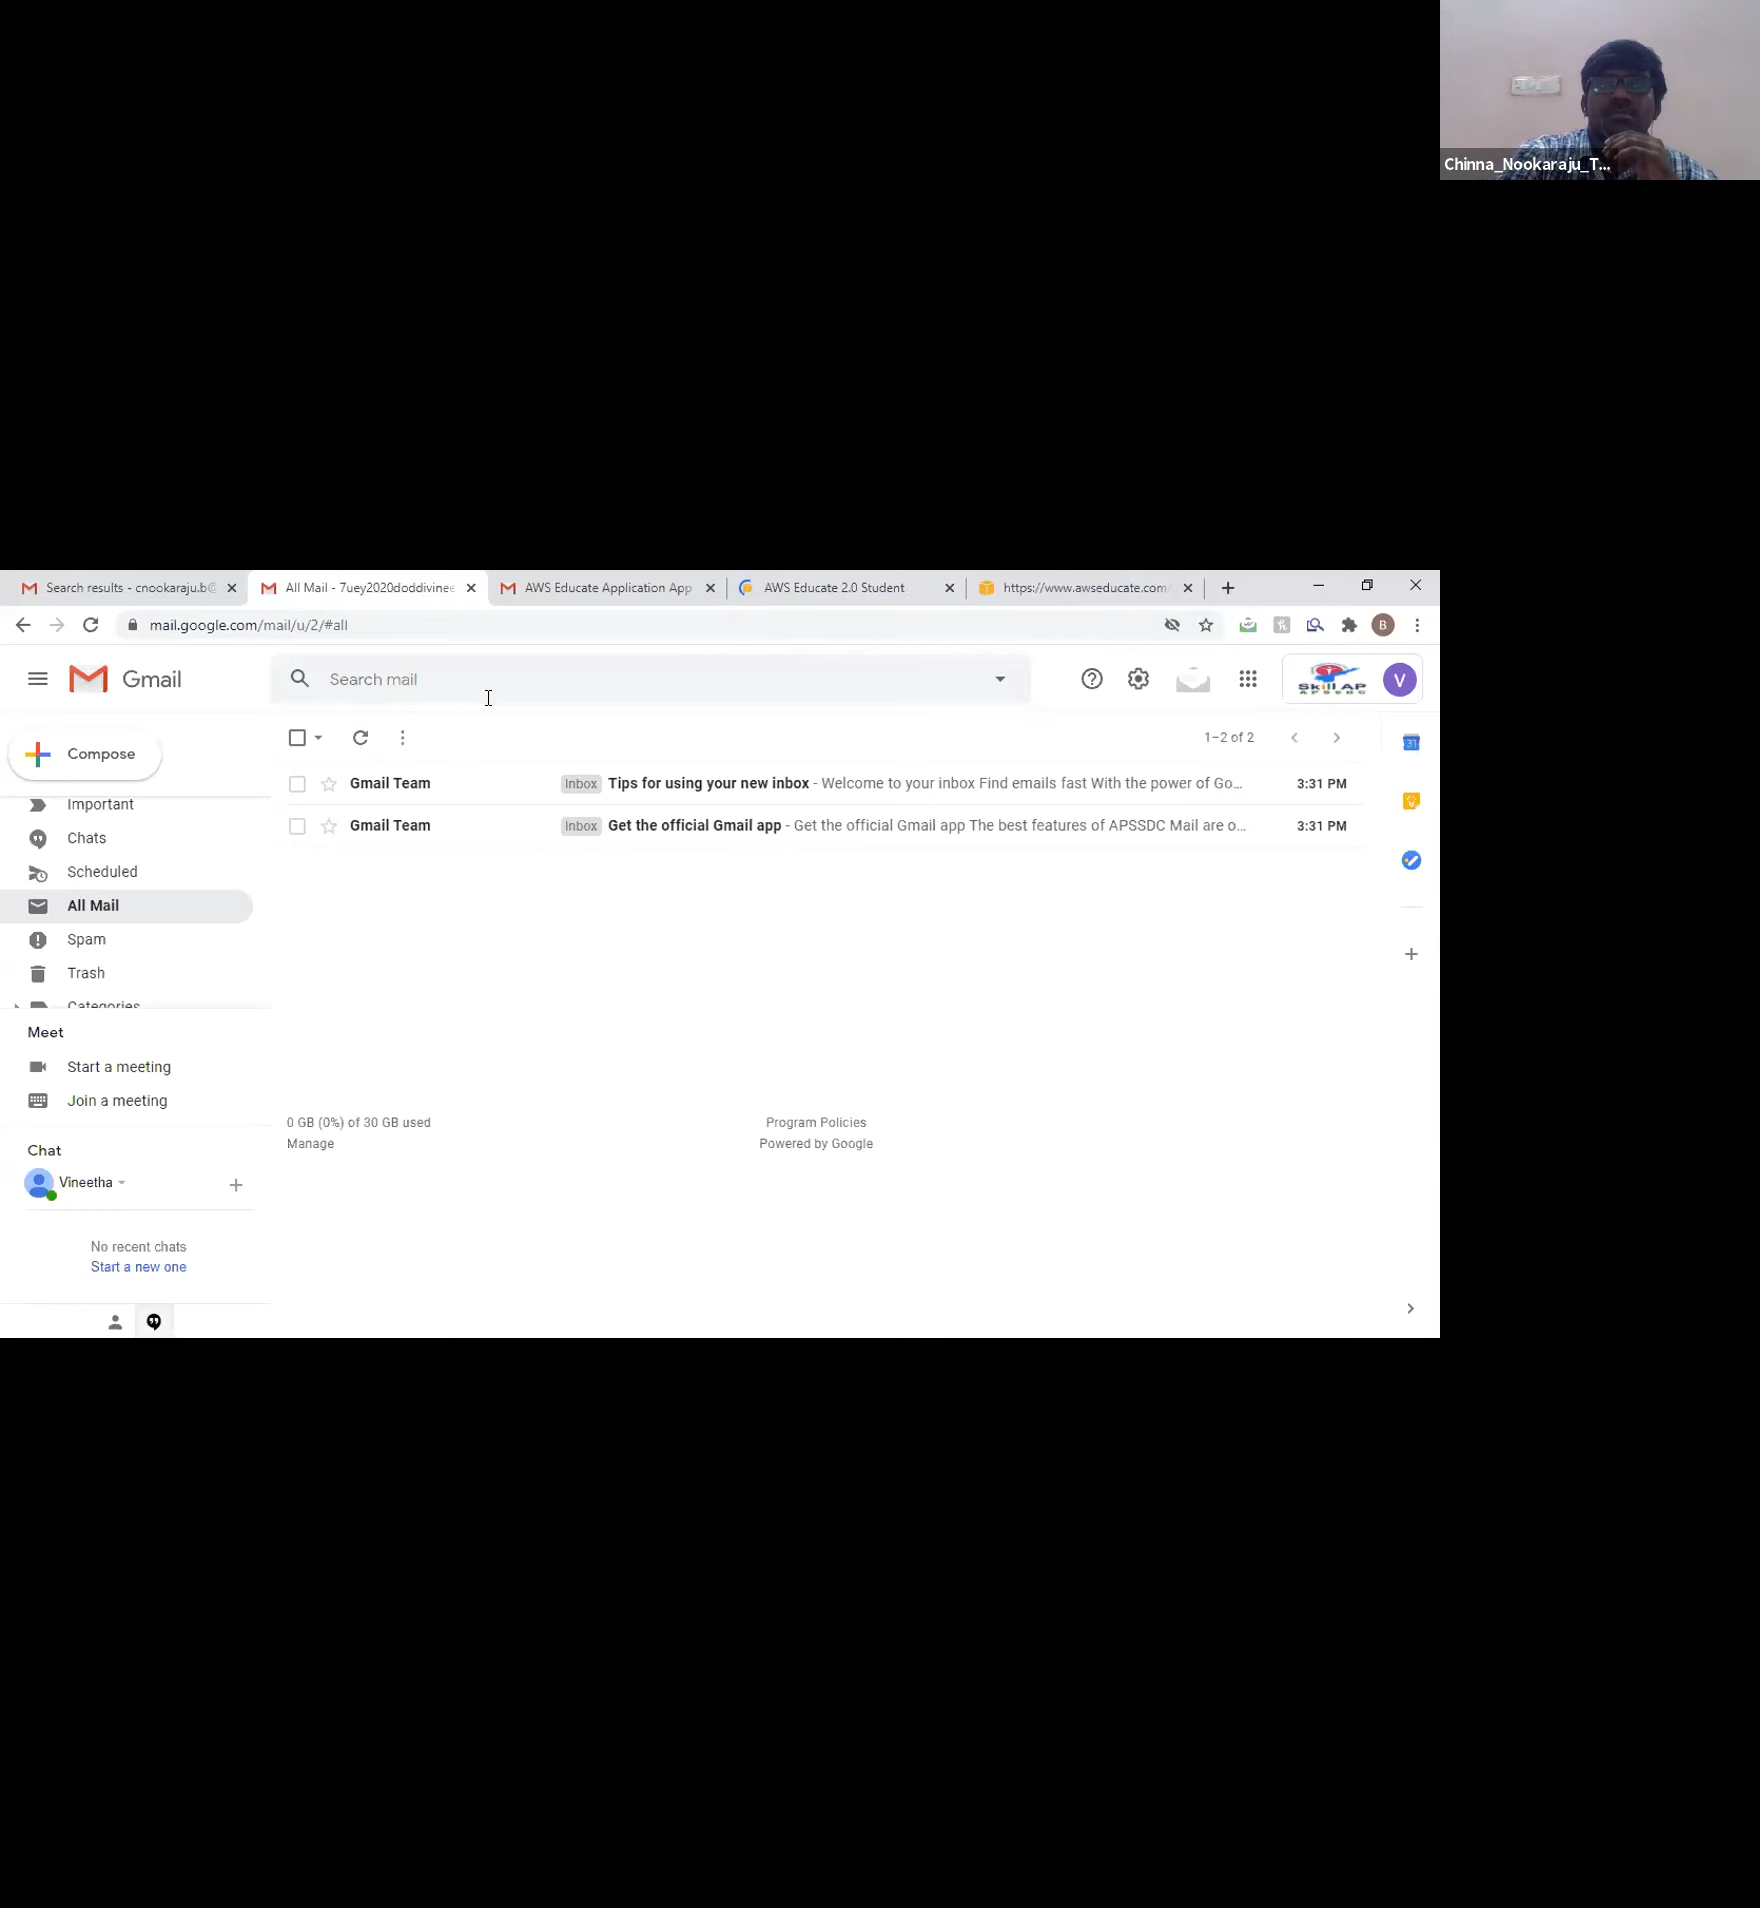 Chinna_Nookaraju_T...
Search results - cnookaraju.b@
All Mail - 7uey2020doddivinee
AWS Educate Application App
AWS Educate 2.0 Student
https://www.awseducate.com/
mail.google.com/mail/u/2/#all
B
Gmail
Search mail
Skill AP
APSSDC
V
Compose
1–2 of 2
31
Gmail Team Inbox Tips for using your new inbox - Welcome to your inbox Find emails fast With the power of Go...  3:31 PM
Gmail Team Inbox Get the official Gmail app - Get the official Gmail app The best features of APSSDC Mail are o...  3:31 PM
Important
Chats
Scheduled
All Mail
Spam
Trash
Categories
Meet
Start a meeting
Join a meeting
0 GB (0%) of 30 GB used
Manage
Program Policies
Powered by Google
Chat
Vineetha
No recent chats
Start a new one